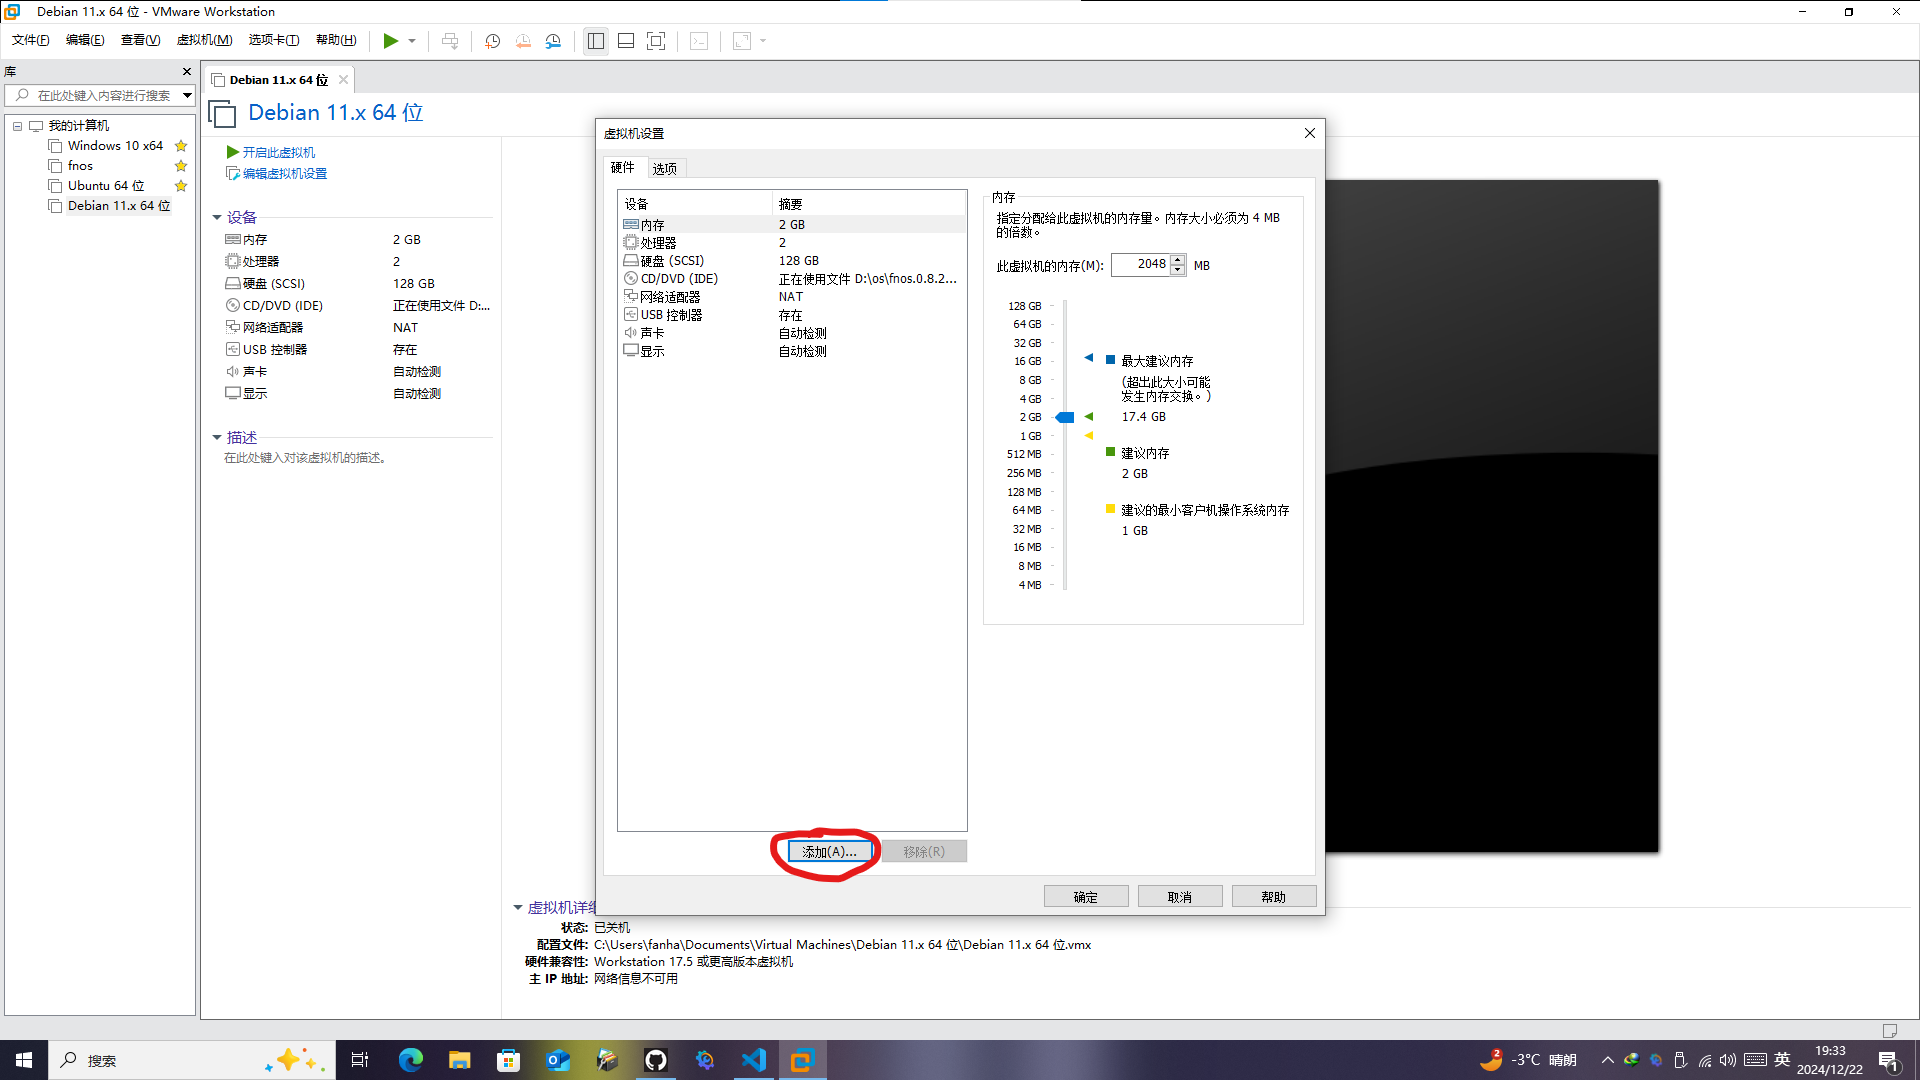 Debian 11.x 64 位 - VMware Workstation
文件(F) 编辑(E) 查看(V) 虚拟机(M) 选项卡(T) 帮助(H)
库
在此处键入内容进行搜索
我的计算机
Windows 10 x64
fnos
Ubuntu 64 位
Debian 11.x 64 位
Debian 11.x 64 位
Debian 11.x 64 位
开启此虚拟机
编辑虚拟机设置
设备
内存 2 GB
处理器 2
硬盘 (SCSI) 128 GB
CD/DVD (IDE) 正在使用文件 D:...
网络适配器 NAT
USB 控制器 存在
声卡 自动检测
显示 自动检测
描述
在此处键入对该虚拟机的描述。
虚拟机设置
硬件 选项
设备 摘要
内存 2 GB
处理器 2
硬盘 (SCSI) 128 GB
CD/DVD (IDE) 正在使用文件 D:\os\fnos.0.8.2...
网络适配器 NAT
USB 控制器 存在
声卡 自动检测
显示 自动检测
添加(A)... 移除(R)
内存
指定分配给此虚拟机的内存量。内存大小必须为 4 MB
的倍数。
此虚拟机的内存(M): 2048 MB
128 GB
64 GB
32 GB
16 GB
8 GB
4 GB
2 GB
1 GB
512 MB
256 MB
128 MB
64 MB
32 MB
16 MB
8 MB
4 MB
最大建议内存
(超出此大小可能
发生内存交换。)
17.4 GB
建议内存
2 GB
建议的最小客户机操作系统内存
1 GB
确定 取消 帮助
虚拟机详
状态: 已关机
配置文件: C:\Users\fanha\Documents\Virtual Machines\Debian 11.x 64 位\Debian 11.x 64 位.vmx
硬件兼容性: Workstation 17.5 或更高版本虚拟机
主 IP 地址: 网络信息不可用
搜索
2
-3°C 晴朗
英
19:33
2024/12/22
1